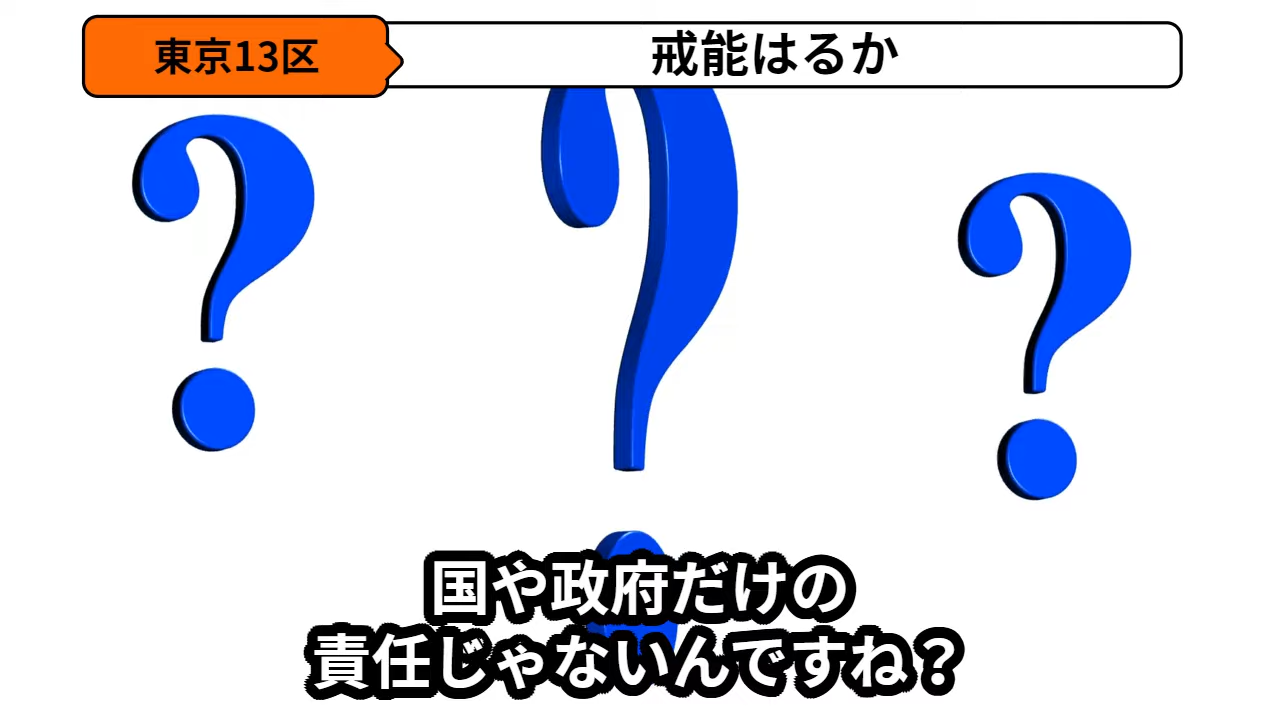 東京13区
戒能はるか
国や政府だけの
責任じゃないんですね？